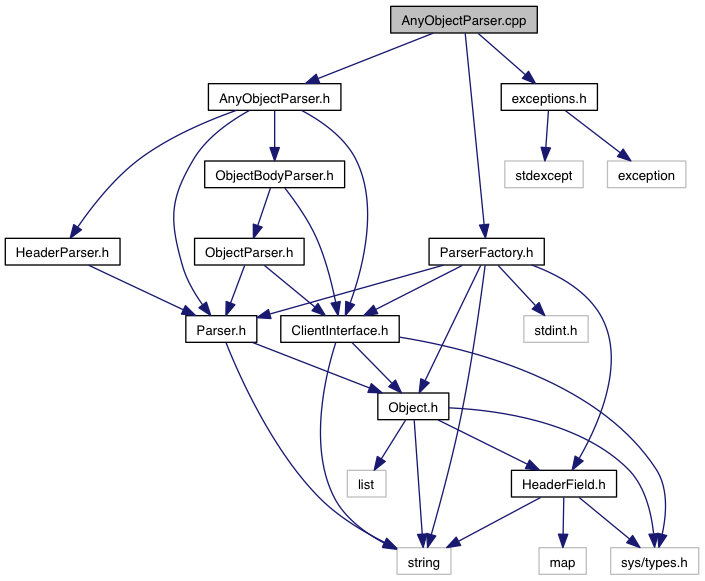 AnyObjectParser.cpp
AnyObjectParser.h
exceptions.h
ObjectBodyParser.h
stdexcept
exception
HeaderParser.h
ObjectParser.h
ParserFactory.h
Parser.h
ClientInterface.h
stdint.h
Object.h
list
HeaderField.h
string
map
sys/types.h